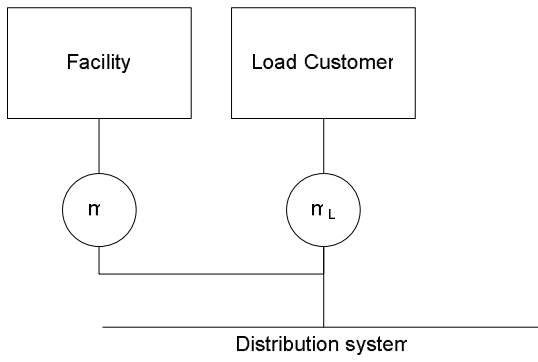 Facility
Load Customer
m
m L
Distribution system